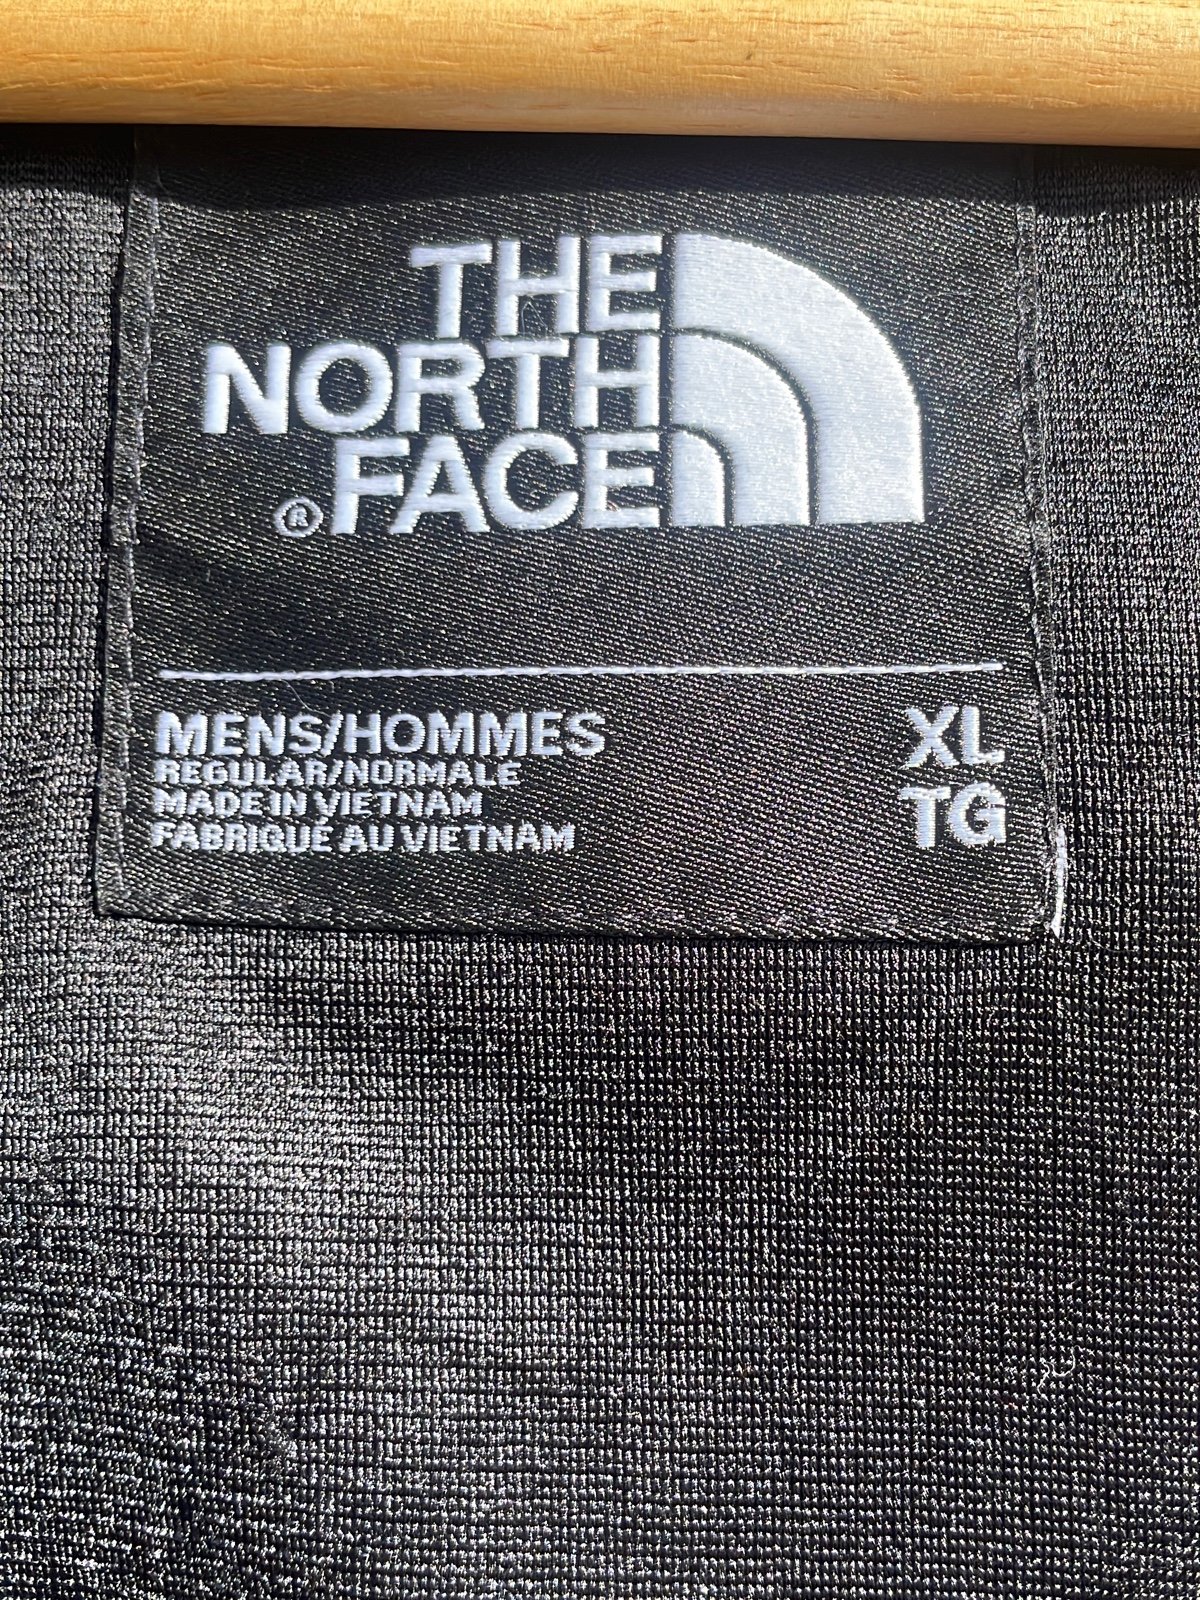 THE
NORTH
® FACE
MENS/HOMMES XL
REGULAR/NORMALE
MADE IN VIETNAM TG
FABRIQUÉ AU VIETNAM